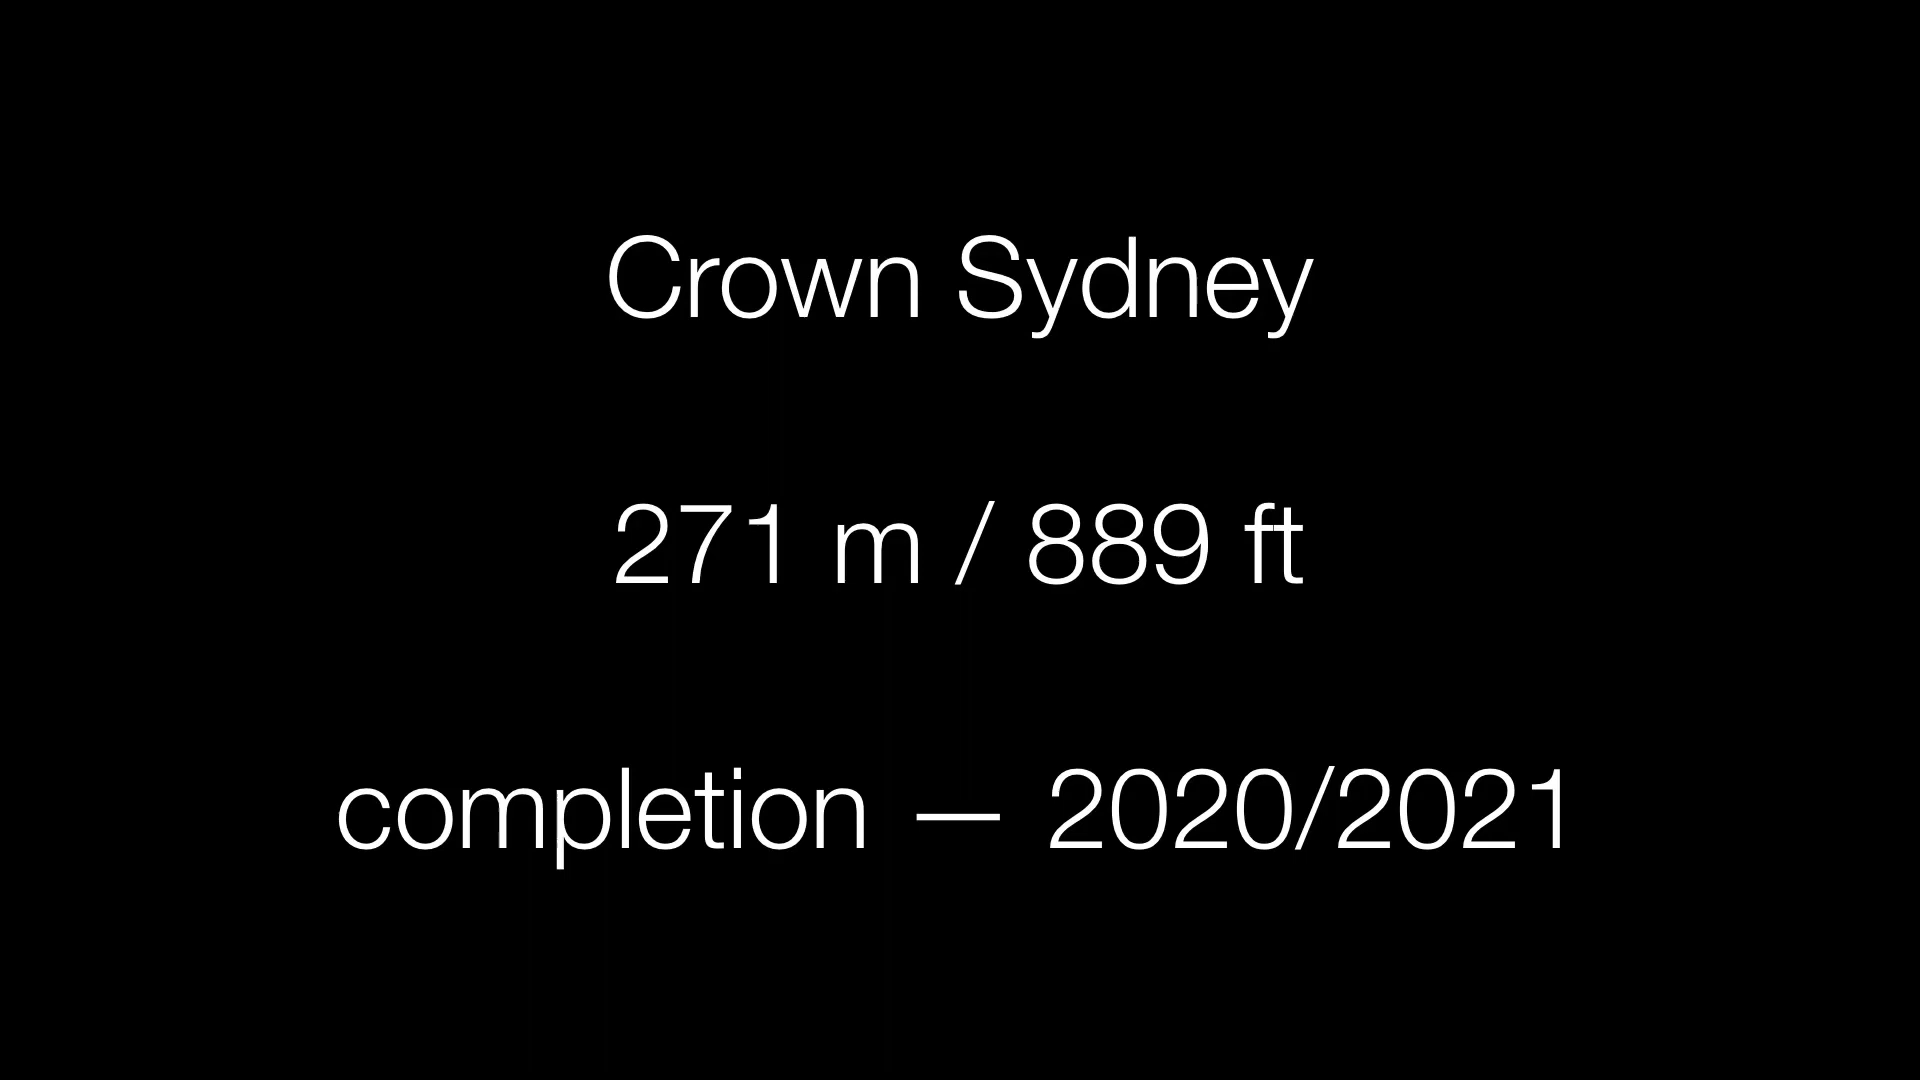 Crown Sydney
271 m / 889 ft
completion — 2020/2021